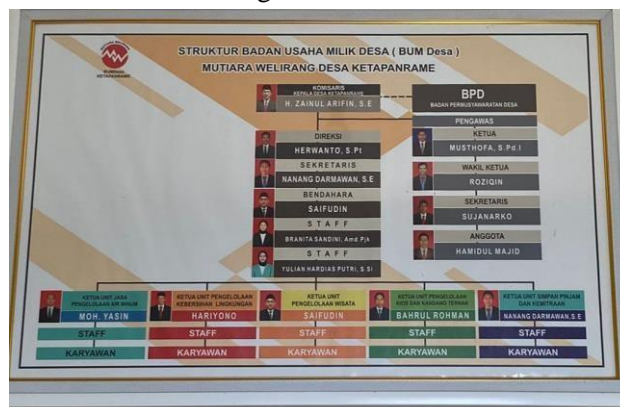 STRUKTUR BADAN USAHA MILIK DESA ( BUM Desa )
MUTIARA WELIRANG DESA KETAPANRAME
BUMDESA
KETAPANRAME
KOMISARIS
KEPALA DESA KETAPANRAME
H. ZAINUL ARIFIN, S.E
BPD
BADAN PERMUSYAWARATAN DESA
PENGAWAS
KETUA
MUSTHOFA, S.Pd.I
WAKIL KETUA
ROZIQIN
SEKRETARIS
SUJANARKO
ANGGOTA
HAMIDUL MAJID
DIREKSI
HERWANTO, S.Pt
SEKRETARIS
NANANG DARMAWAN, S.E
BENDAHARA
SAIFUDIN
STAFF
BRANITA SANDINI, Amd.Pjk
STAFF
YULIAN HARDIAS PUTRI, S.SI
KETUA UNIT JASA
PENGELOLAAN AIR MINUM
MOH. YASIN
STAFF
KARYAWAN
KETUA UNIT PENGELOLAAN
KEBERSIHAN LINGKUNGAN
HARIYONO
STAFF
KARYAWAN
KETUA UNIT
PENGELOLAAN WISATA
SAIFUDIN
STAFF
KARYAWAN
KETUA UNIT PENGELOLAAN
KIOS DAN KANDANG TERNAK
BAHRUL ROHMAN
STAFF
KARYAWAN
KETUA UNIT SIMPAN PINJAM
DAN KEMITRAAN
NANANG DARMAWAN, S.E
STAFF
KARYAWAN